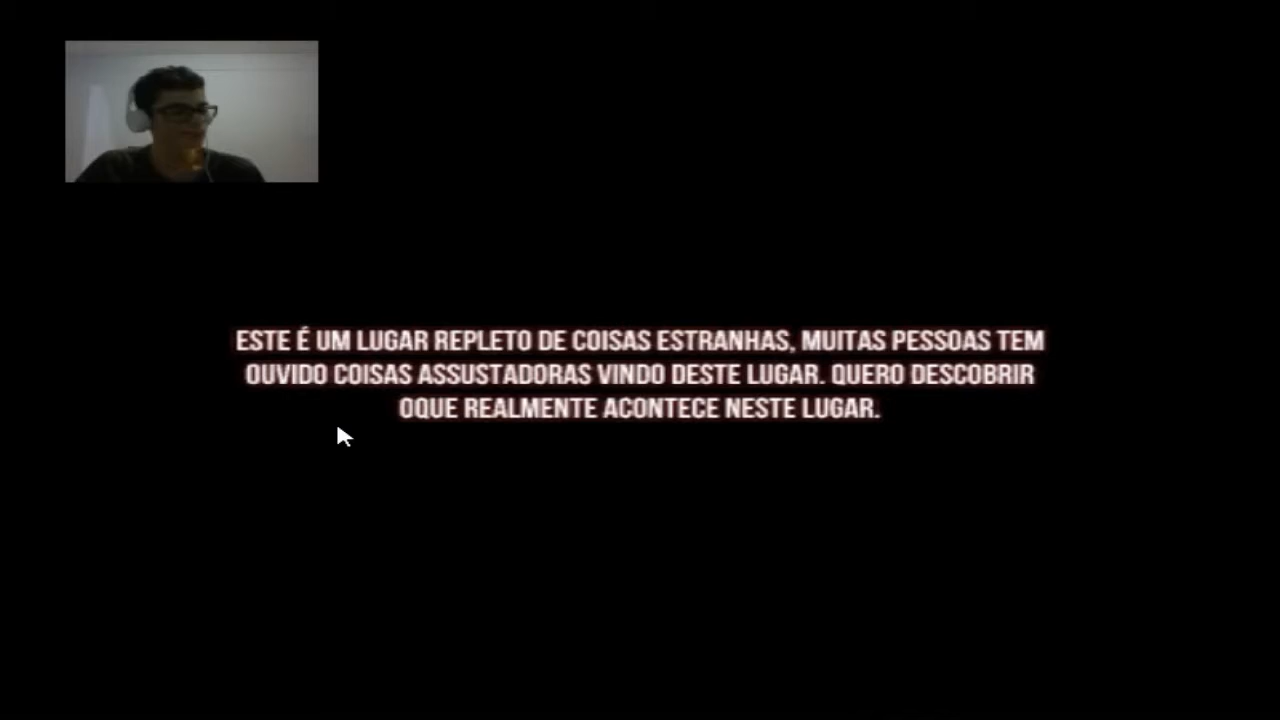 ESTE É UM LUGAR REPLETO DE COISAS ESTRANHAS, MUITAS PESSOAS TEM
OUVIDO COISAS ASSUSTADORAS VINDO DESTE LUGAR. QUERO DESCOBRIR
OQUE REALMENTE ACONTECE NESTE LUGAR.